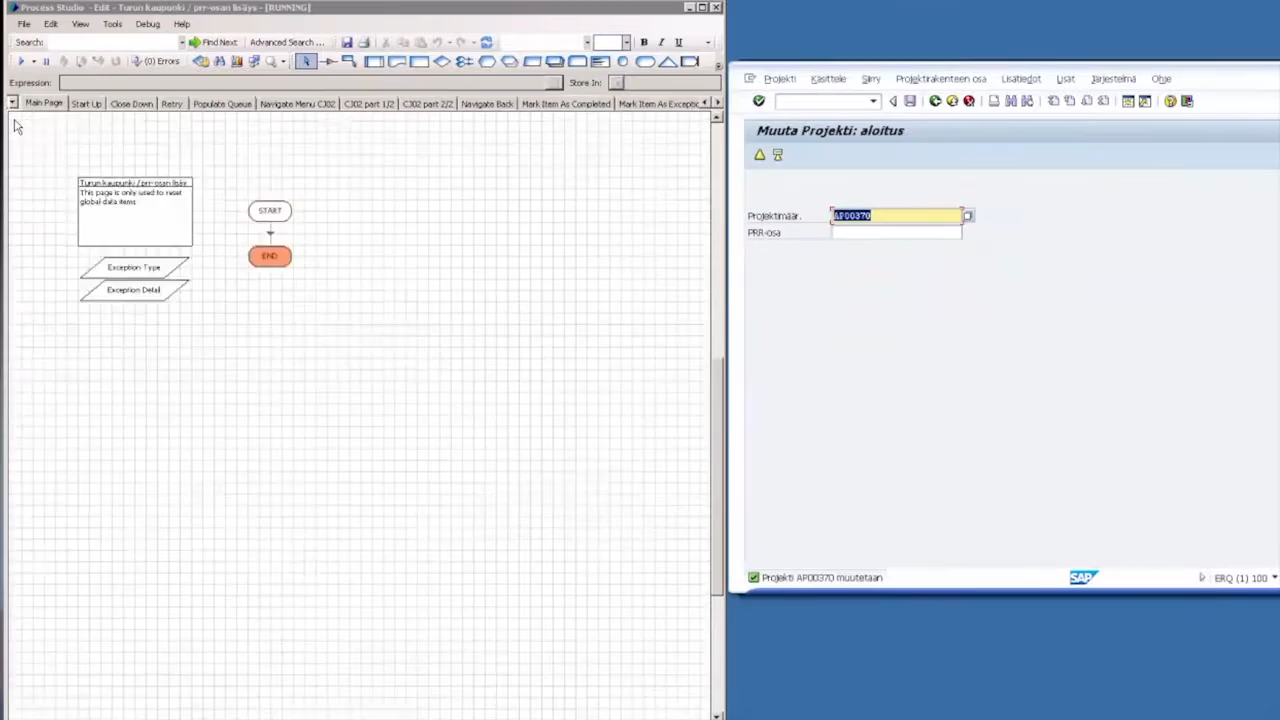 Process Studio - Edit - Turun kaupunki / prr-osan lisäys - [RUNNING]
File Edit View Tools Debug Help
Search: Find Next Advanced Search ... B I U
(0) Errors
Expression: Store In:
Main Page Start Up Close Down Retry Populate Queue Navigate Menu CJ02 CJ02 part 1/2 CJ02 part 2/2 Navigate Back Mark Item As Completed Mark Item As Exceptio
Turun kaupunki / prr-osan lisäy
This page is only used to reset
global data items
START
END
Exception Type
Exception Detail
Projekti Käsittele Siirry Projektirakenteen osa Lisätiedot Lisät Järjestelmä Ohje
Muuta Projekti: aloitus
Projektimäär. AP00370
PRR-osa
Projekti AP00370 muutetaan
SAP
ERQ (1) 100